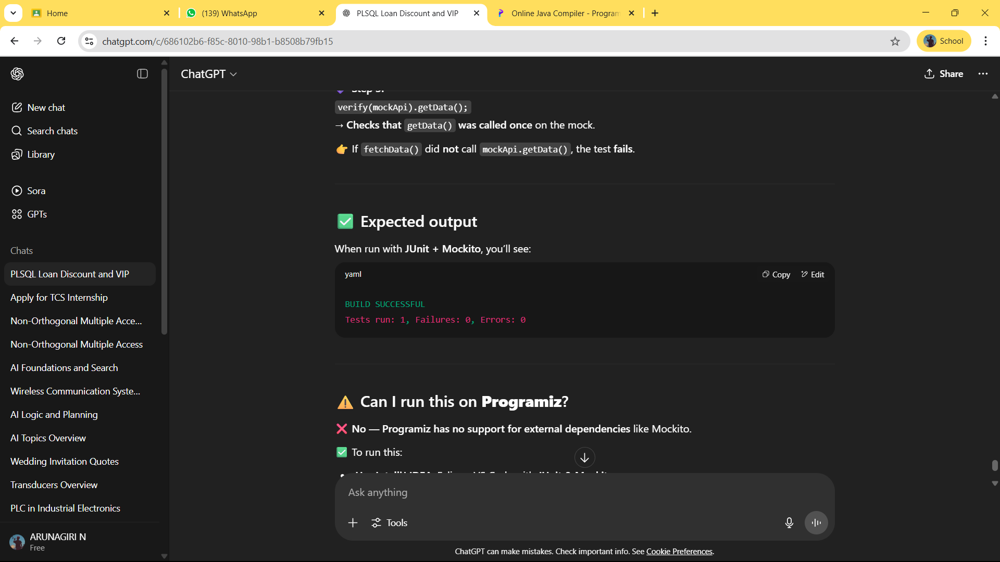 Home
(139) WhatsApp
PLSQL Loan Discount and VIP
Online Java Compiler - Program
chatgpt.com/c/686102b6-f85c-8010-98b1-b8508b79fb15
School
ChatGPT
Share
New chat
Search chats
Library
Sora
GPTs
Chats
PLSQL Loan Discount and VIP
Apply for TCS Internship
Non-Orthogonal Multiple Acce...
Non-Orthogonal Multiple Access
AI Foundations and Search
Wireless Communication Syste...
AI Logic and Planning
AI Topics Overview
Wedding Invitation Quotes
Transducers Overview
PLC in Industrial Electronics
ARUNAGIRI N
Free
verify(mockApi).getData();
→ Checks that getData() was called once on the mock.
👉 If fetchData() did not call mockApi.getData(), the test fails.
✅ Expected output
When run with JUnit + Mockito, you’ll see:
yaml
Copy
Edit
BUILD SUCCESSFUL
Tests run: 1, Failures: 0, Errors: 0
⚠️ Can I run this on Programiz?
❌ No — Programiz has no support for external dependencies like Mockito.
✅ To run this:
Ask anything
Tools
ChatGPT can make mistakes. Check important info. See Cookie Preferences.